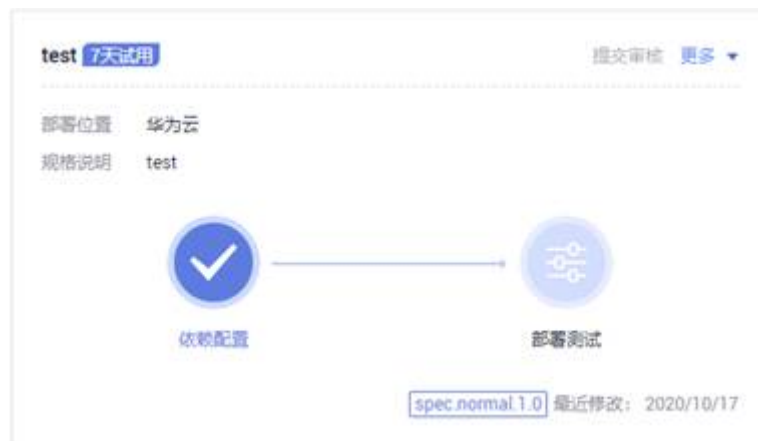 test 7天试用 提交审核 更多
部署位置 华为云
规格说明 test
依赖配置 部署测试
spec.normal.1.0 最近修改： 2020/10/17